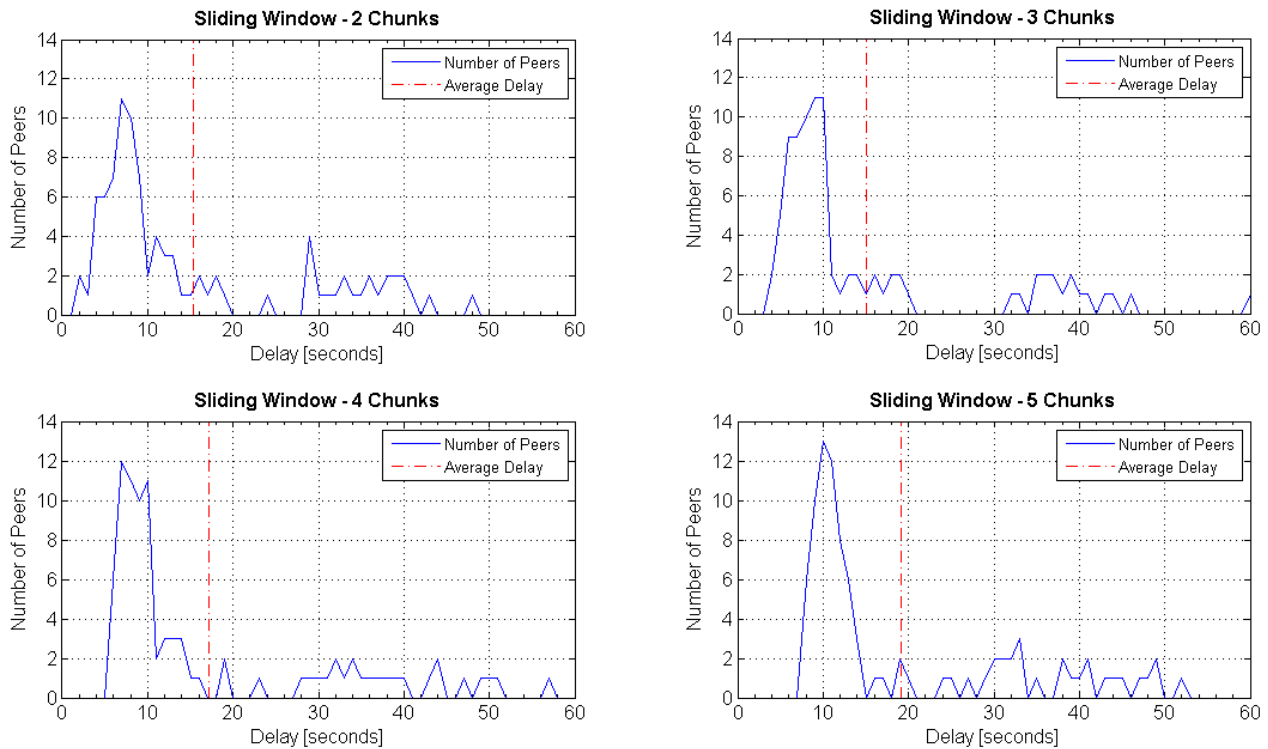 Sliding Window - 2 Chunks
14
12
10
8
6
4
2
0
Number of Peers
Number of Peers
Average Delay
0 10 20 30 40 50 60
Delay [seconds]
Sliding Window - 3 Chunks
14
12
10
8
6
4
2
0
Number of Peers
Number of Peers
Average Delay
0 10 20 30 40 50 60
Delay [seconds]
Sliding Window - 4 Chunks
14
12
10
8
6
4
2
0
Number of Peers
Number of Peers
Average Delay
0 10 20 30 40 50 60
Delay [seconds]
Sliding Window - 5 Chunks
14
12
10
8
6
4
2
0
Number of Peers
Number of Peers
Average Delay
0 10 20 30 40 50 60
Delay [seconds]